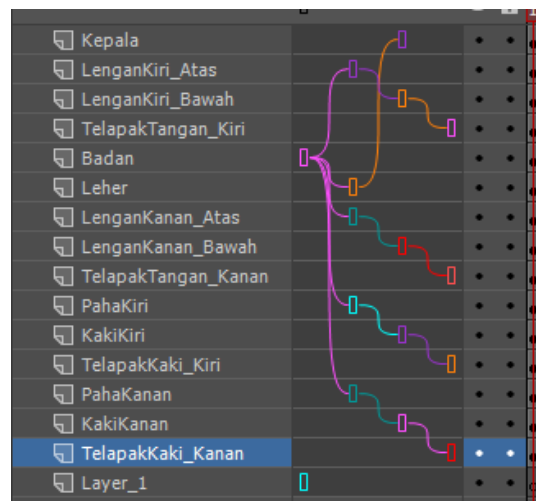 Kepala
LenganKiri_Atas
LenganKiri_Bawah
TelapakTangan_Kiri
Badan
Leher
LenganKanan_Atas
LenganKanan_Bawah
TelapakTangan_Kanan
PahaKiri
KakiKiri
TelapakKaki_Kiri
PahaKanan
KakiKanan
TelapakKaki_Kanan
Layer_1